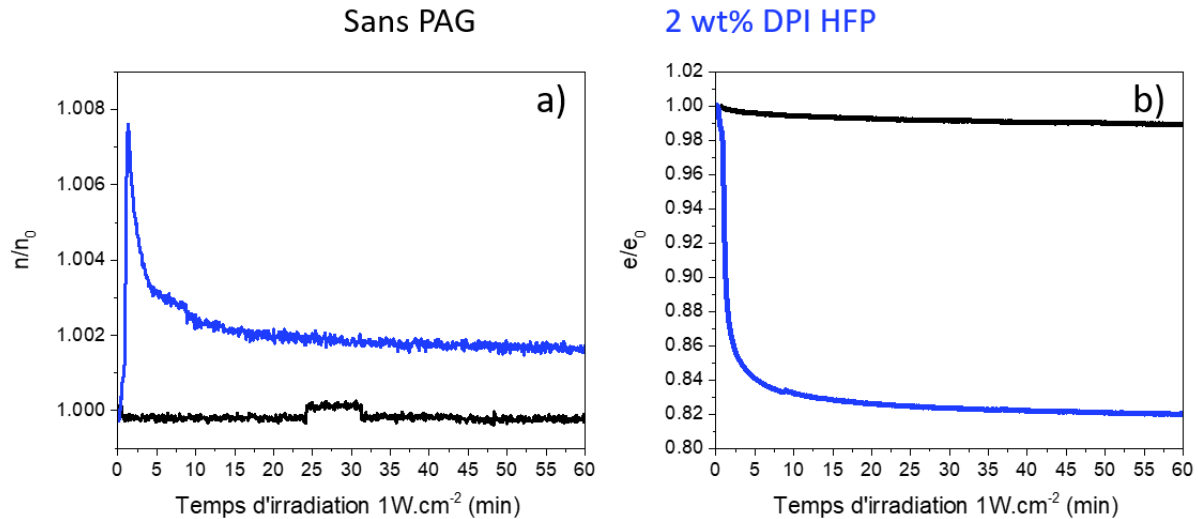 Sans PAG
2 wt% DPI HFP
a)
1.008
1.006
1.004
1.002
1.000
n/n₀
0 5 10 15 20 25 30 35 40 45 50 55 60
Temps d'irradiation 1W.cm⁻² (min)
b)
1.02
1.00
0.98
0.96
0.94
0.92
0.90
0.88
0.86
0.84
0.82
0.80
e/e₀
0 5 10 15 20 25 30 35 40 45 50 55 60
Temps d'irradiation 1W.cm⁻² (min)